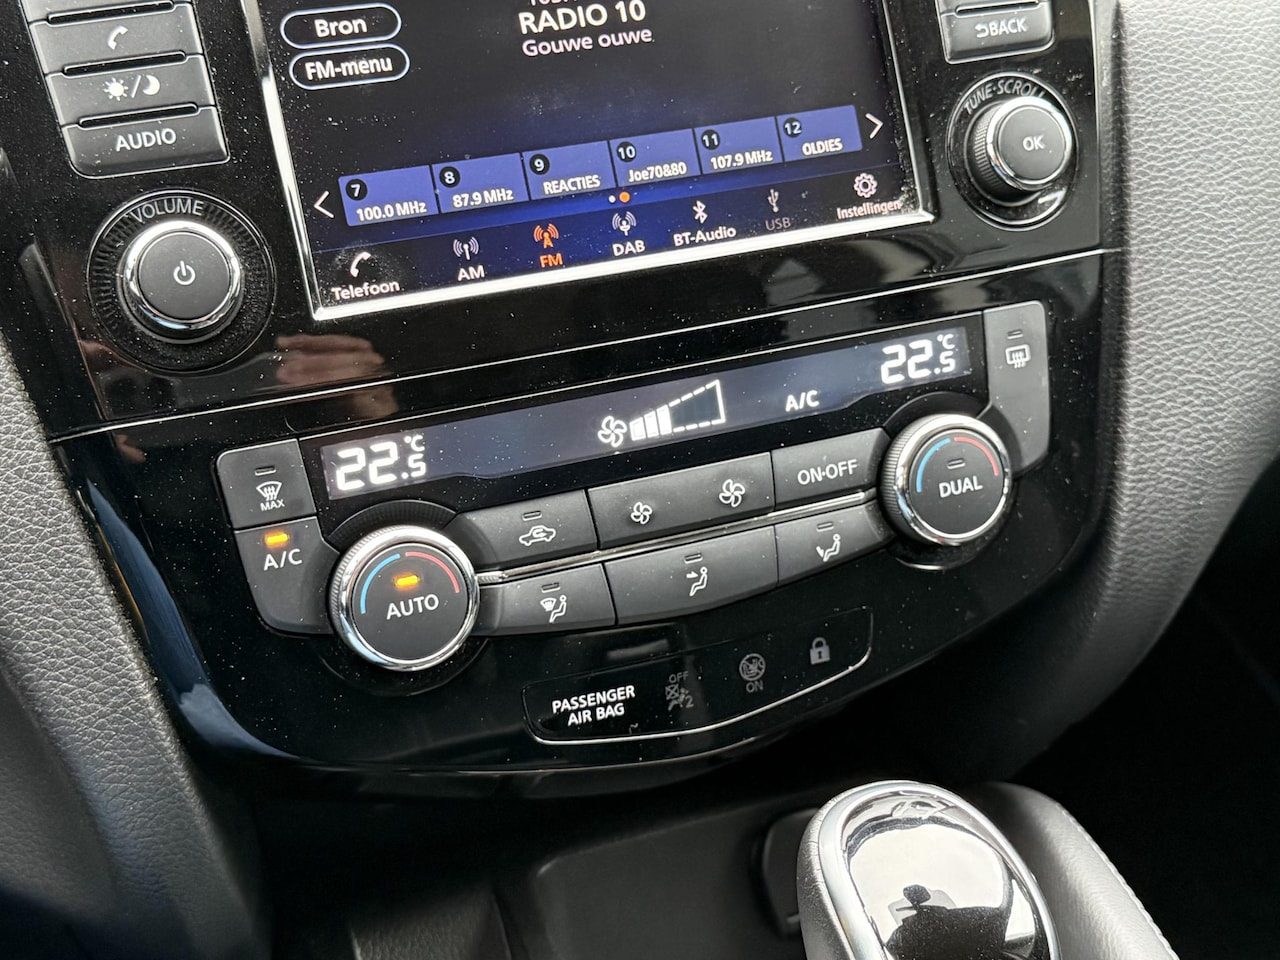 Bron
RADIO 10
Gouwe ouwe
FM-menu
BACK
AUDIO
TUNE·SCROLL
OK
7
100.0 MHz
8
87.9 MHz
9
REACTIES
10
Joe70&80
11
107.9 MHz
12
OLDIES
VOLUME
Telefoon
AM
FM
DAB
BT-Audio
USB
Instellingen
22.5 °C
A/C
22.5 °C
MAX
A/C
AUTO
ON·OFF
DUAL
PASSENGER
AIR BAG
OFF
2
ON